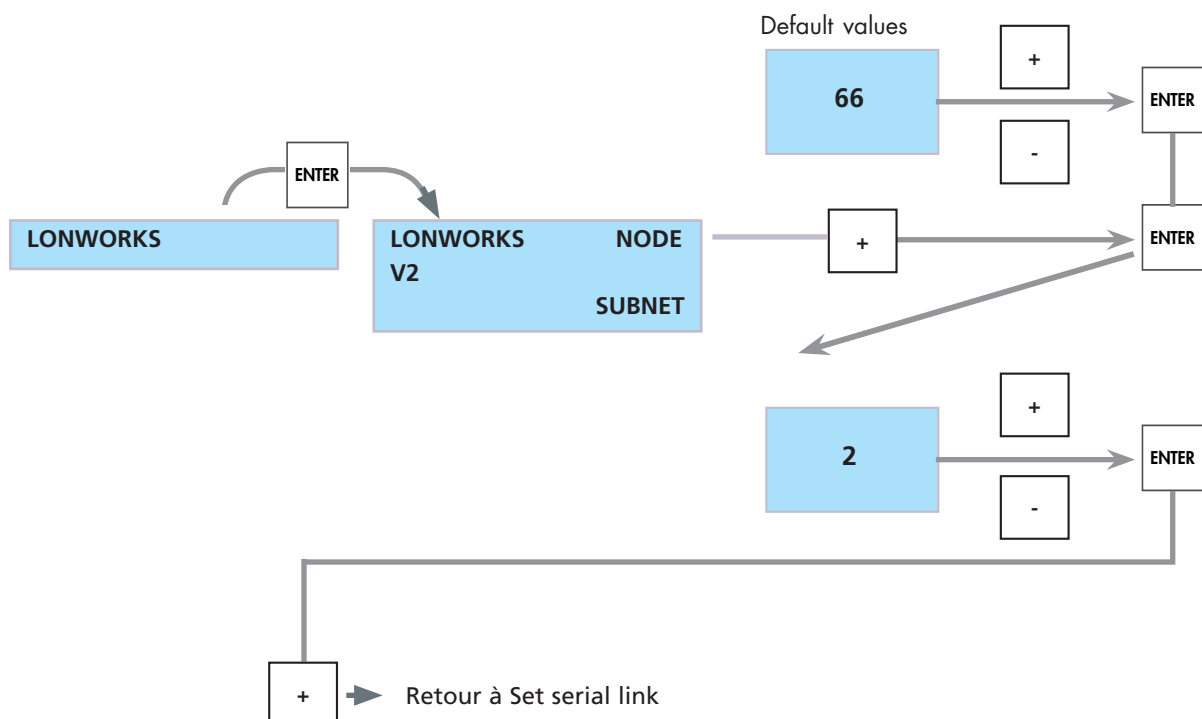 Default values
66
+
-
ENTER
ENTER
LONWORKS
LONWORKS NODE
V2
SUBNET
+
ENTER
2
+
-
ENTER
+
Retour à Set serial link